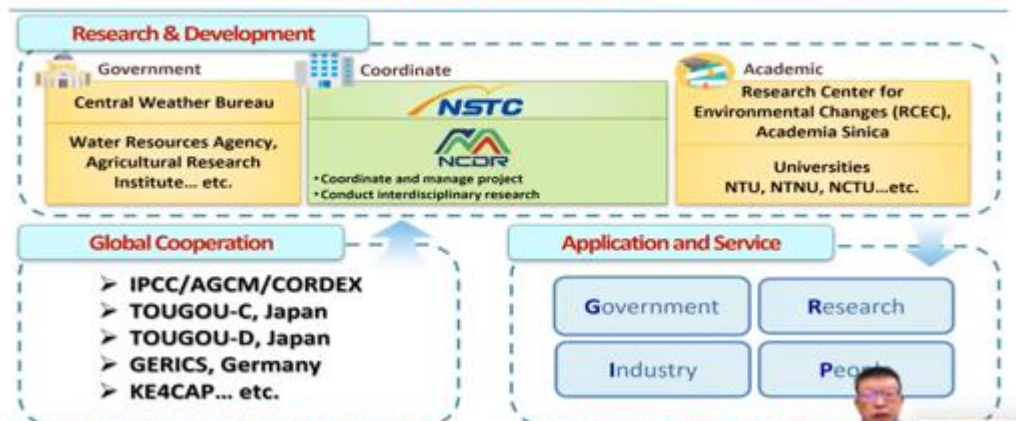 Research & Development
Government
Central Weather Bureau
Water Resources Agency,
Agricultural Research
Institute... etc.
Coordinate
NSTC
NCDR
• Coordinate and manage project
• Conduct interdisciplinary research
Academic
Research Center for
Environmental Changes (RCEC),
Academia Sinica
Universities
NTU, NTNU, NCTU...etc.
Global Cooperation
➢ IPCC/AGCM/CORDEX
➢ TOUGOU-C, Japan
➢ TOUGOU-D, Japan
➢ GERICS, Germany
➢ KE4CAP... etc.
Application and Service
Government
Research
Industry